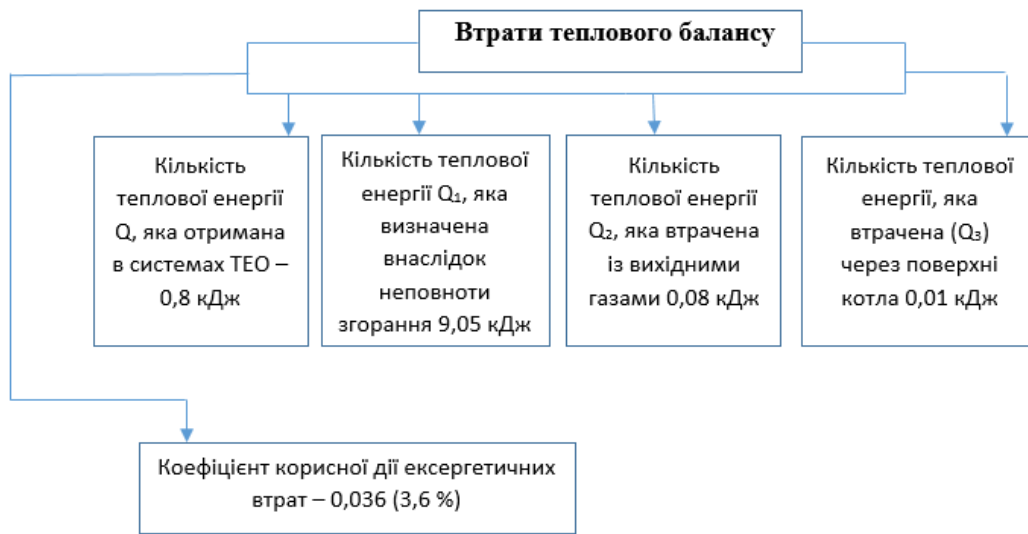 Втрати теплового балансу
Кількість
теплової енергії
Q, яка отримана
в системах ТЕО –
0,8 кДж
Кількість теплової
енергії Q₁, яка
визначена
внаслідок
неповноти
згорання 9,05 кДж
Кількість
теплової енергії
Q₂, яка втрачена
із вихідними
газами 0,08 кДж
Кількість теплової
енергії, яка
втрачена (Q₃)
через поверхні
котла 0,01 кДж
Коефіцієнт корисної дії ексергетичних
втрат – 0,036 (3,6 %)